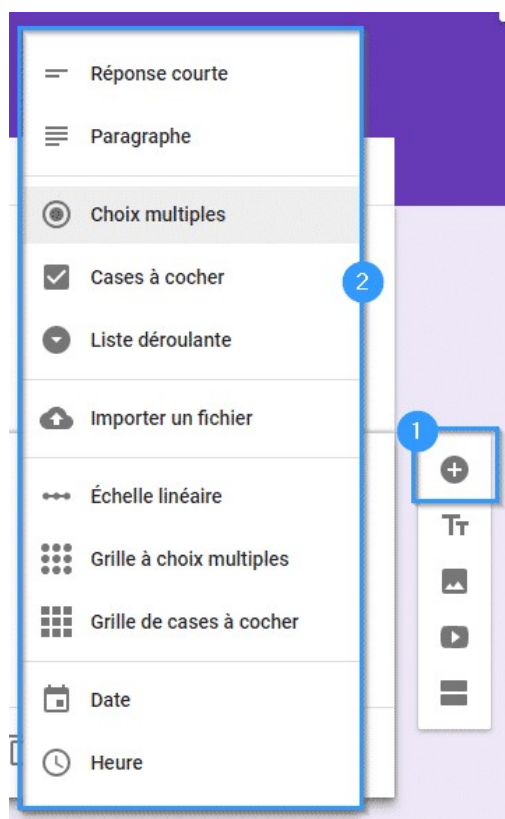 Réponse courte
Paragraphe
Choix multiples
Cases à cocher
2
Liste déroulante
Importer un fichier
1
Échelle linéaire
Tт
Grille à choix multiples
Grille de cases à cocher
Date
Heure